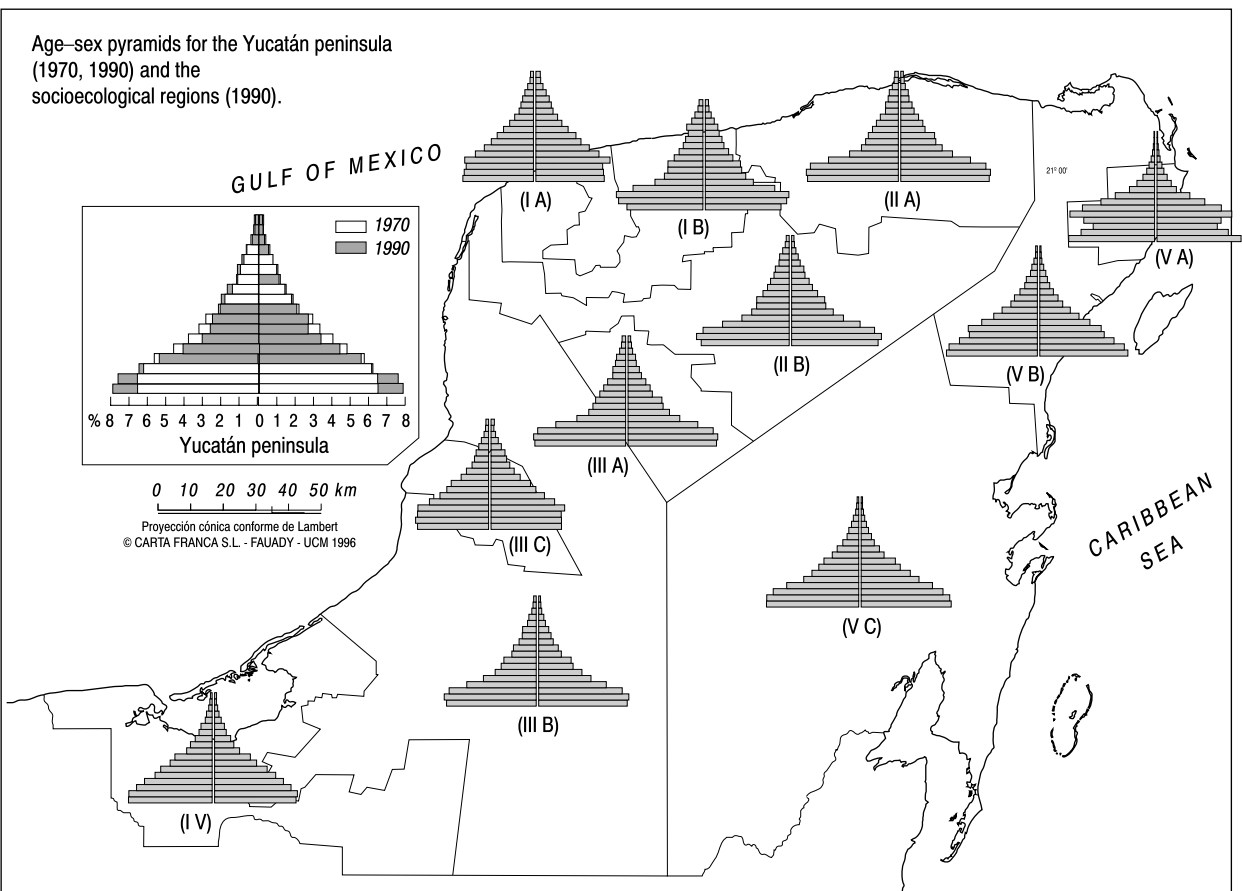 Age–sex pyramids for the Yucatán peninsula
(1970, 1990) and the
socioecological regions (1990).
GULF OF MEXICO
1970
1990
% 8 7 6 5 4 3 2 1 0 1 2 3 4 5 6 7 8
Yucatán peninsula
0 10 20 30 40 50 km
Proyección cónica conforme de Lambert
© CARTA FRANCA S.L. - FAUADY - UCM 1996
(I A)
(I B)
(II A)
21º 00'
(V A)
(II B)
(V B)
(III A)
(III C)
CARIBBEAN
SEA
(V C)
(III B)
(I V)